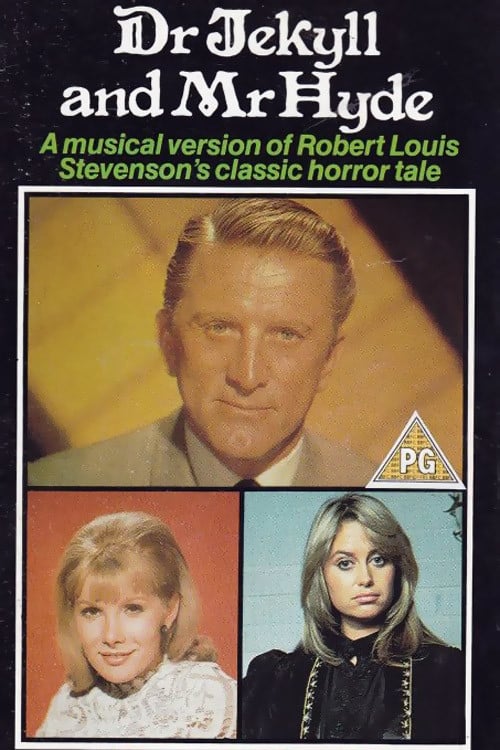 Dr Jekyll
and Mr Hyde
A musical version of Robert Louis
Stevenson's classic horror tale
PG